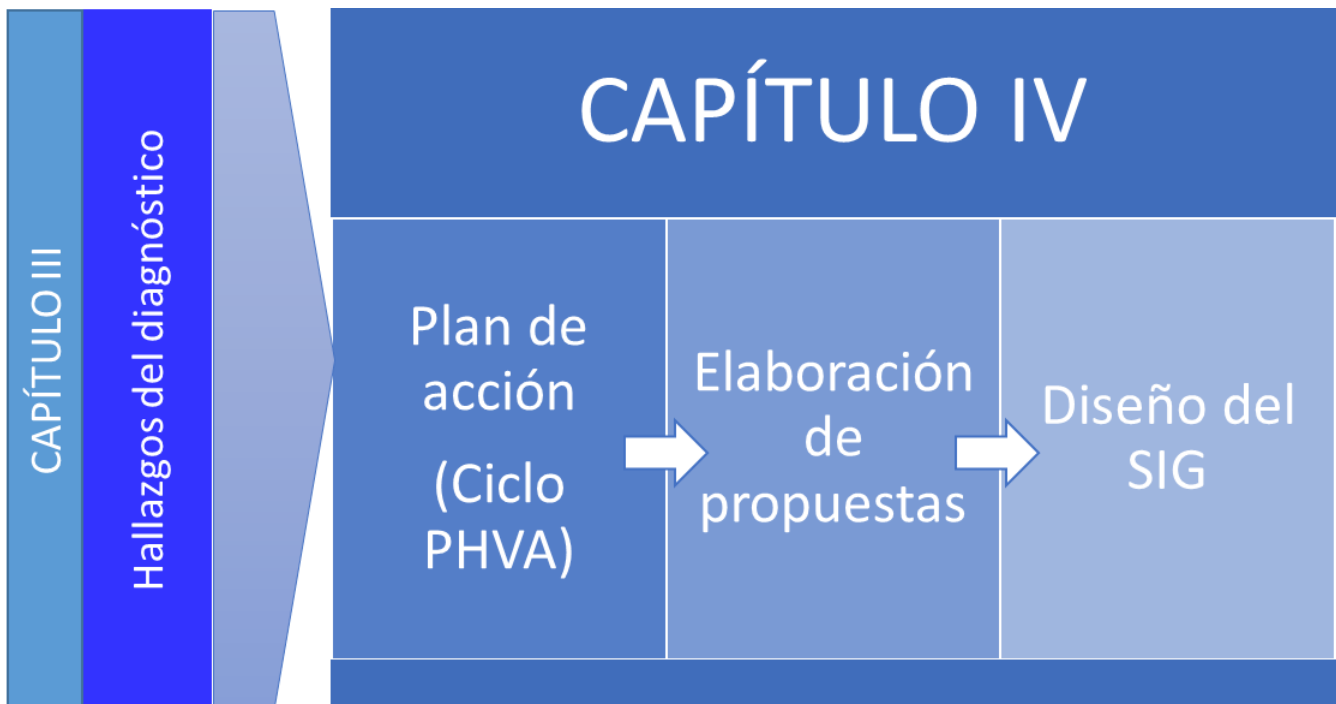 CAPÍTULO III
Hallazgos del diagnóstico
CAPÍTULO IV
Plan de
acción
(Ciclo
PHVA)
Elaboración
de
propuestas
Diseño del
SIG